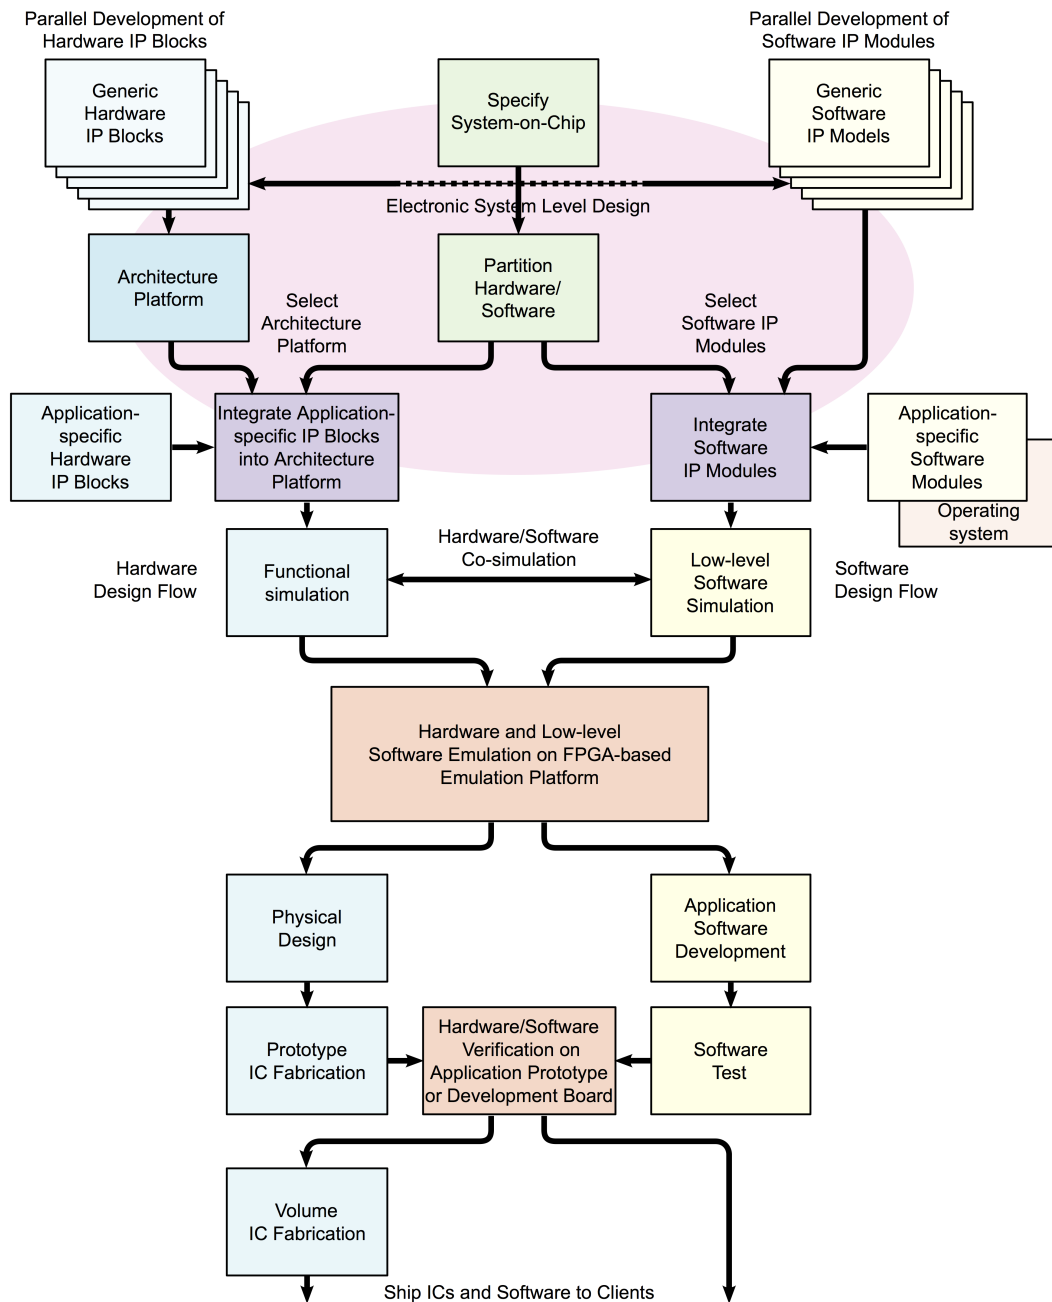 Parallel Development of
Hardware IP Blocks
Parallel Development of
Software IP Modules
Generic
Hardware
IP Blocks
Specify
System-on-Chip
Generic
Software
IP Models
Electronic System Level Design
Architecture
Platform
Partition
Hardware/
Software
Select
Architecture
Platform
Select
Software IP
Modules
Application-
specific
Hardware
IP Blocks
Integrate Application-
specific IP Blocks
into Architecture
Platform
Integrate
Software
IP Modules
Application-
specific
Software
Modules
Operating
system
Hardware
Design Flow
Functional
simulation
Hardware/Software
Co-simulation
Low-level
Software
Simulation
Software
Design Flow
Hardware and Low-level
Software Emulation on FPGA-based
Emulation Platform
Physical
Design
Application
Software
Development
Prototype
IC Fabrication
Hardware/Software
Verification on
Application Prototype
or Development Board
Software
Test
Volume
IC Fabrication
Ship ICs and Software to Clients